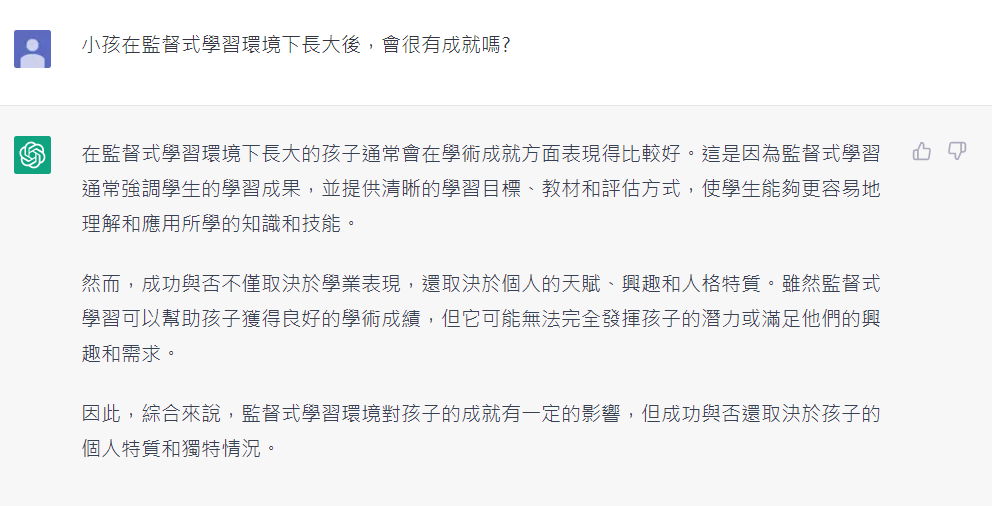 小孩在監督式學習環境下長大後，會很有成就嗎?
在監督式學習環境下長大的孩子通常會在學術成就方面表現得比較好。這是因為監督式學習
通常強調學生的學習成果，並提供清晰的學習目標、教材和評估方式，使學生能夠更容易地
理解和應用所學的知識和技能。
然而，成功與否不僅取決於學業表現，還取決於個人的天賦、興趣和人格特質。雖然監督式
學習可以幫助孩子獲得良好的學術成績，但它可能無法完全發揮孩子的潛力或滿足他們的興
趣和需求。
因此，綜合來說，監督式學習環境對孩子的成就有一定的影響，但成功與否還取決於孩子的
個人特質和獨特情況。